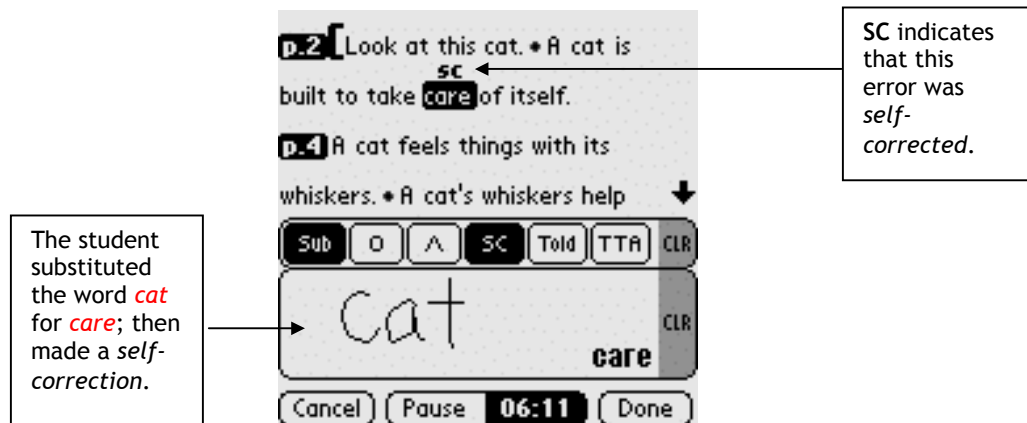 p.2 [Look at this cat. • A cat is
sc
built to take care of itself.
p.4 A cat feels things with its
whiskers. • A cat's whiskers help
Sub O Λ SC Told TTA CLR
cat
care
CLR
Cancel Pause 06:11 Done
SC indicates
that this
error was
self-
corrected.
The student
substituted
the word cat
for care; then
made a self-
correction.